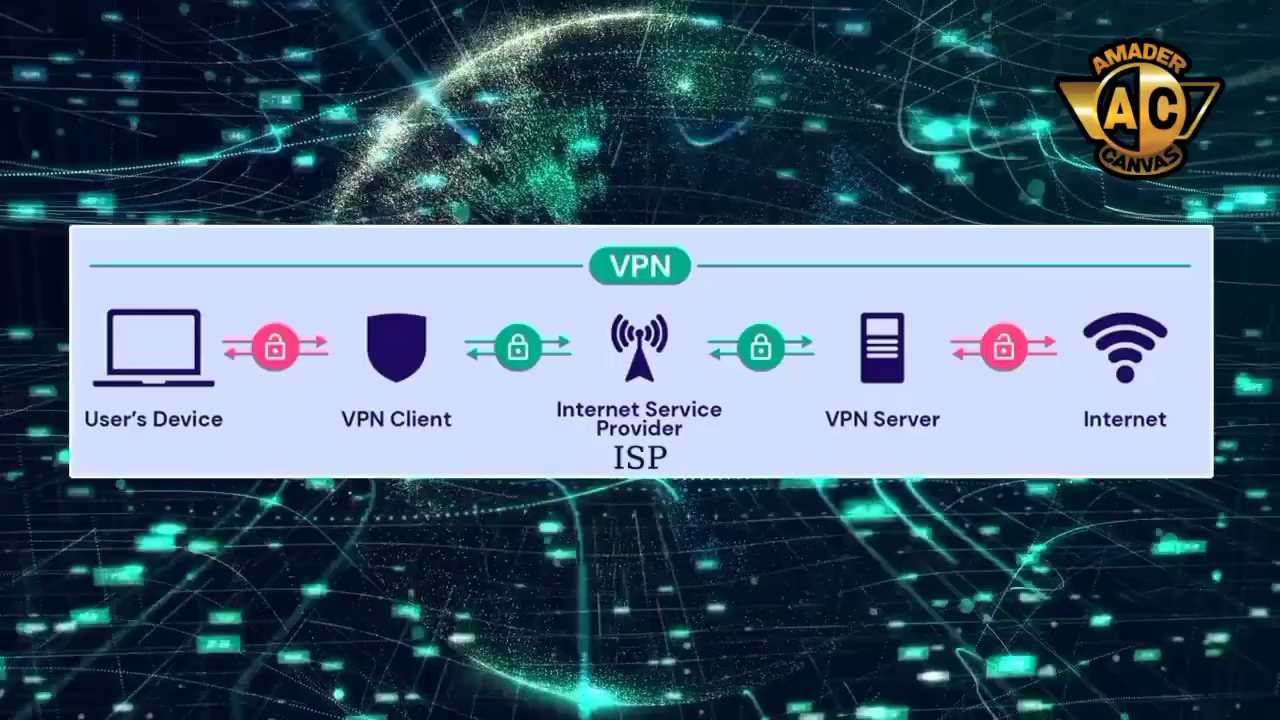 AMADER
AC
CANVAS
VPN
User's Device
VPN Client
Internet Service
Provider
ISP
VPN Server
Internet